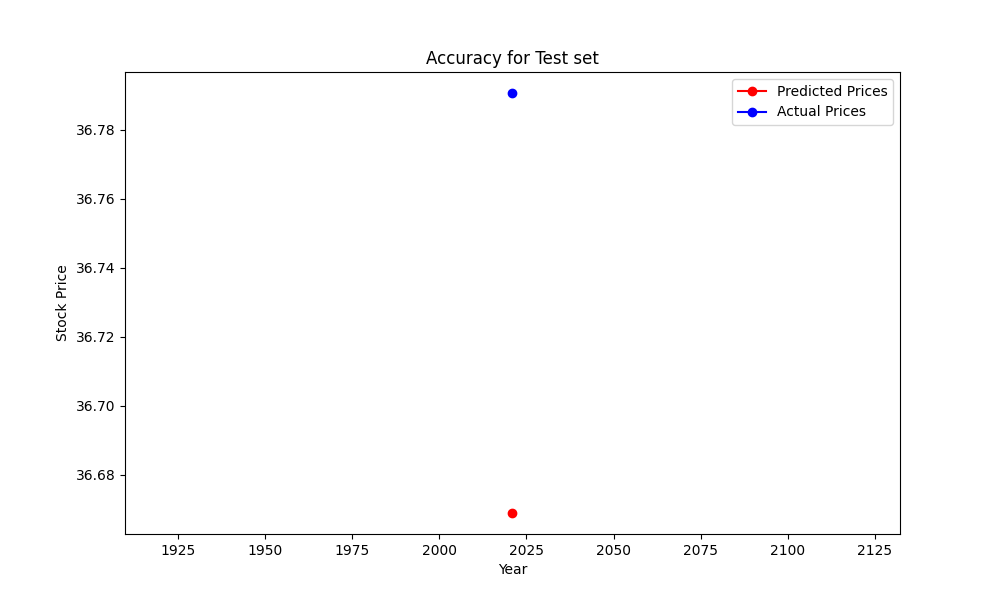 Accuracy for Test set
Predicted Prices
Actual Prices
36.78
36.76
36.74
36.72
36.70
36.68
Stock Price
1925 1950 1975 2000 2025 2050 2075 2100 2125
Year